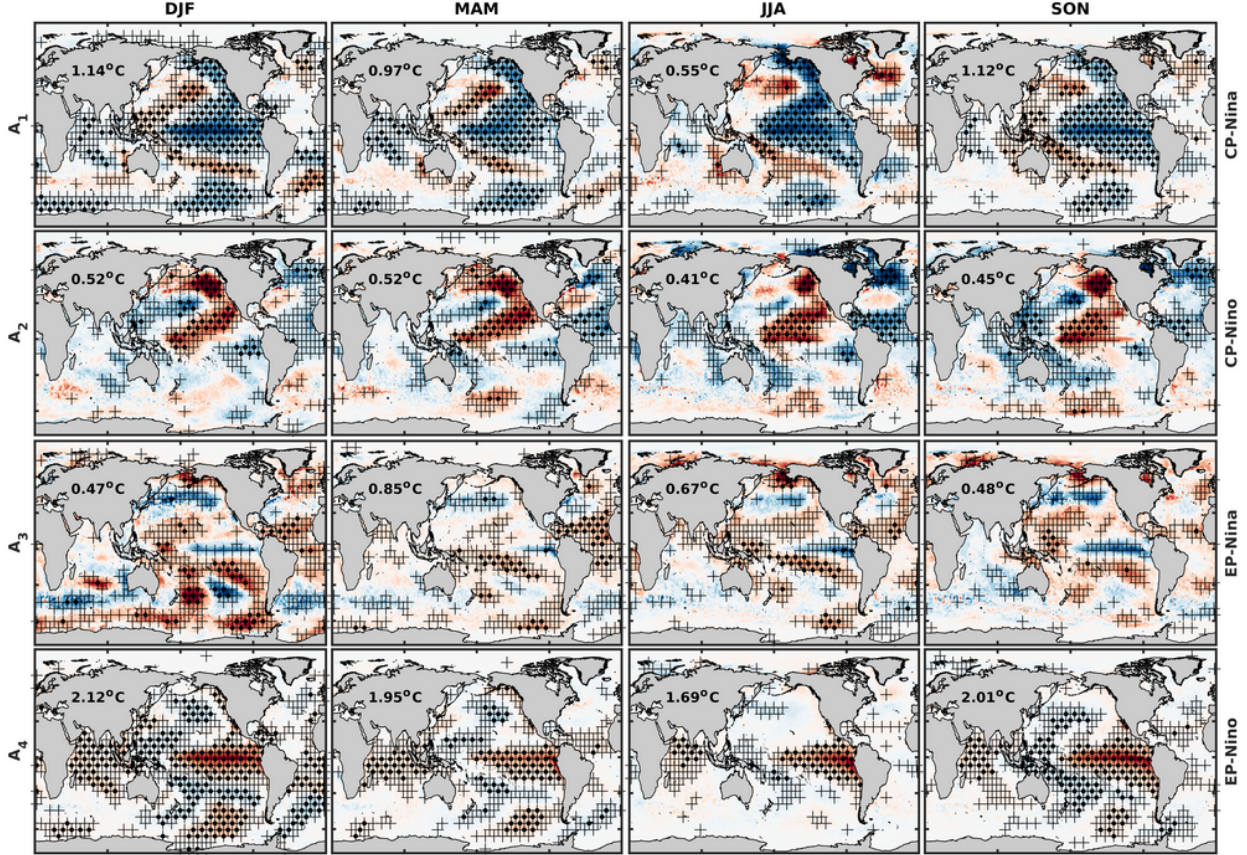 DJF MAM JJA SON
A1 1.14°C 0.97°C 0.55°C 1.12°C CP-Nina
A2 0.52°C 0.52°C 0.41°C 0.45°C CP-Nino
A3 0.47°C 0.85°C 0.67°C 0.48°C EP-Nina
A4 2.12°C 1.95°C 1.69°C 2.01°C EP-Nino